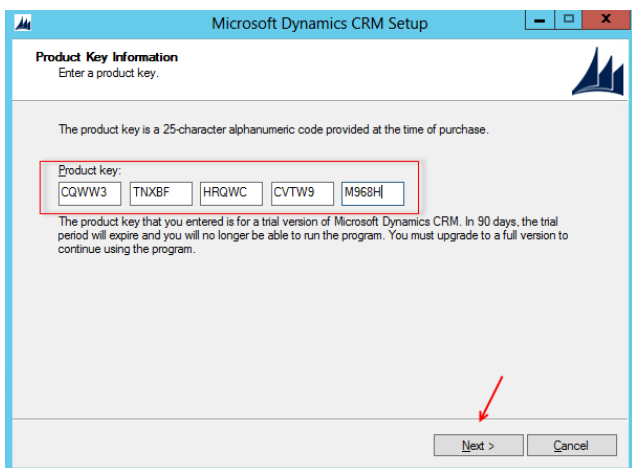 Microsoft Dynamics CRM Setup
Product Key Information
Enter a product key.
The product key is a 25-character alphanumeric code provided at the time of purchase.
Product key:
CQWW3 TNXBF HRQWC CVTW9 M968H
The product key that you entered is for a trial version of Microsoft Dynamics CRM. In 90 days, the trial
period will expire and you will no longer be able to run the program. You must upgrade to a full version to
continue using the program.
Next > Cancel